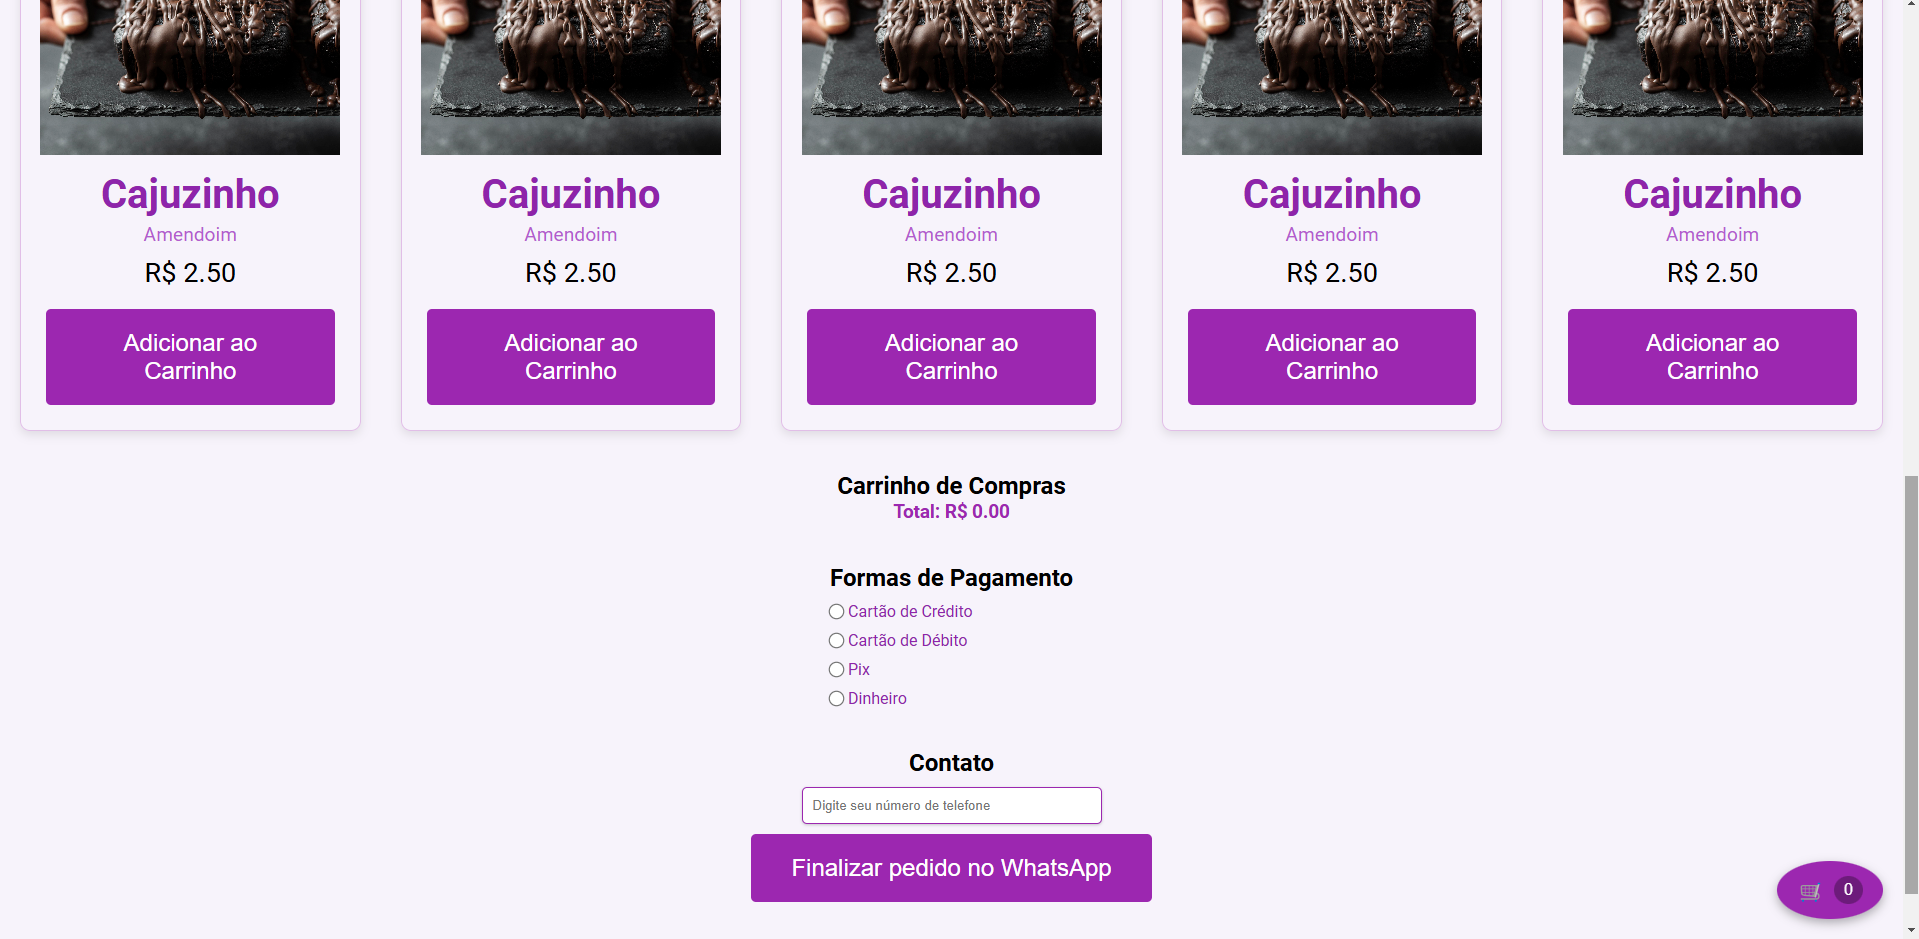 Cajuzinho Cajuzinho Cajuzinho Cajuzinho Cajuzinho
Amendoim Amendoim Amendoim Amendoim Amendoim
R$ 2.50 R$ 2.50 R$ 2.50 R$ 2.50 R$ 2.50
Adicionar ao Adicionar ao Adicionar ao Adicionar ao Adicionar ao
Carrinho Carrinho Carrinho Carrinho Carrinho
Carrinho de Compras
Total: R$ 0.00
Formas de Pagamento
Cartão de Crédito
Cartão de Débito
Pix
Dinheiro
Contato
Digite seu número de telefone
Finalizar pedido no WhatsApp
0